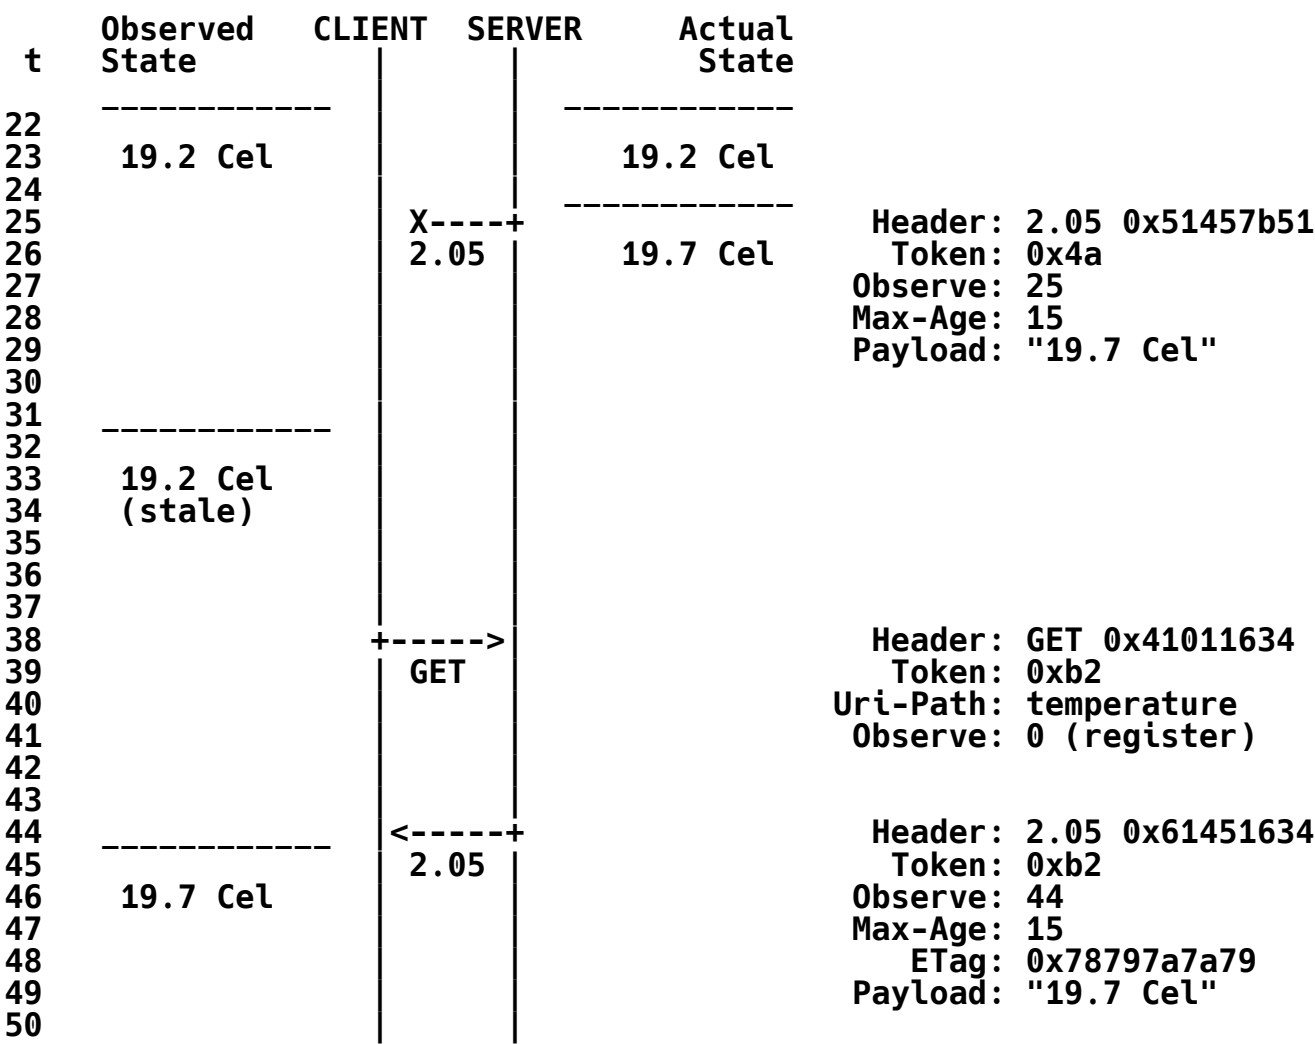 Observed   CLIENT  SERVER     Actual
  t   State         |      |         State
      ____________  |      |  ____________
22                  |      |
23     19.2 Cel     |      |     19.2 Cel
24                  |      |  ____________
25                  | X----+                  Header: 2.05 0x51457b51
26                  | 2.05 |     19.7 Cel      Token: 0x4a
27                  |      |                 Observe: 25
28                  |      |                 Max-Age: 15
29                  |      |                 Payload: "19.7 Cel"
30                  |      |
31    ____________  |      |
32                  |      |
33     19.2 Cel     |      |
34     (stale)      |      |
35                  |      |
36                  |      |
37                  |      |
38                  +----->|                  Header: GET 0x41011634
39                  | GET  |                   Token: 0xb2
40                  |      |                Uri-Path: temperature
41                  |      |                 Observe: 0 (register)
42                  |      |
43                  |      |
44    ____________  |<-----+                  Header: 2.05 0x61451634
45                  | 2.05 |                   Token: 0xb2
46     19.7 Cel     |      |                 Observe: 44
47                  |      |                 Max-Age: 15
48                  |      |                    ETag: 0x78797a7a79
49                  |      |                 Payload: "19.7 Cel"
50                  |      |